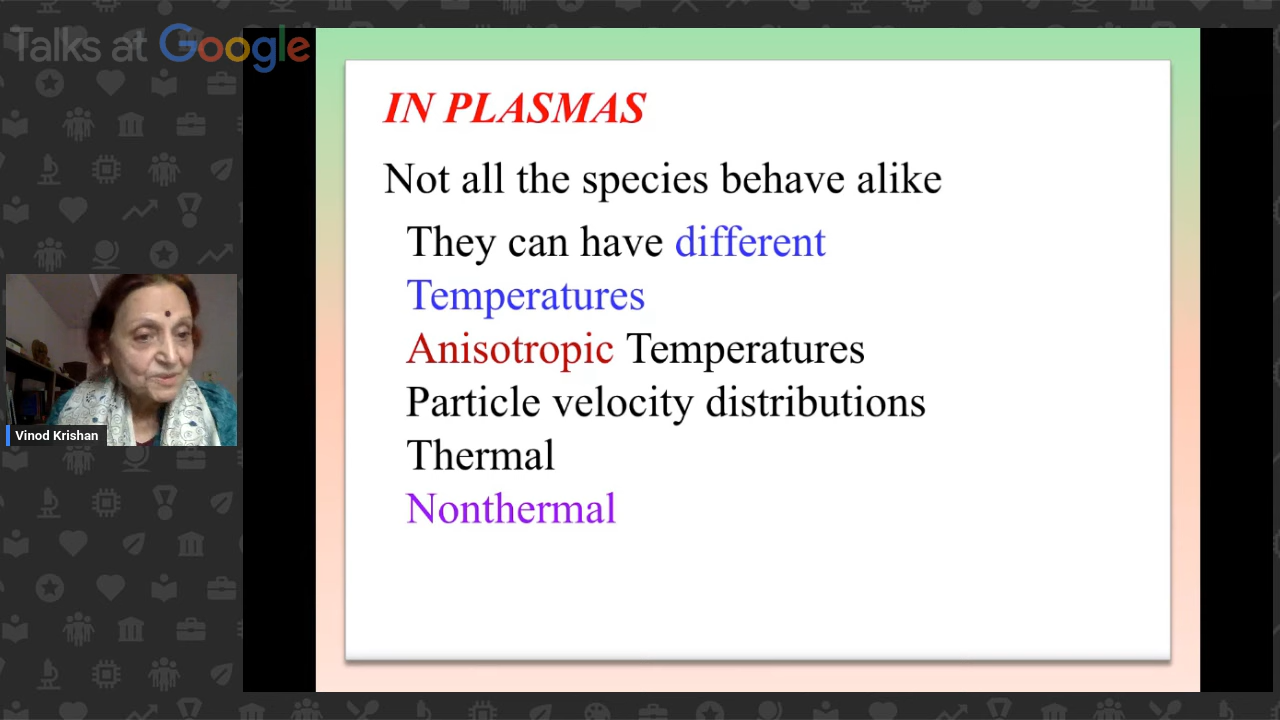 Talks at Google
IN PLASMAS
Not all the species behave alike
They can have different
Temperatures
Anisotropic Temperatures
Particle velocity distributions
Thermal
Nonthermal
Vinod Krishan